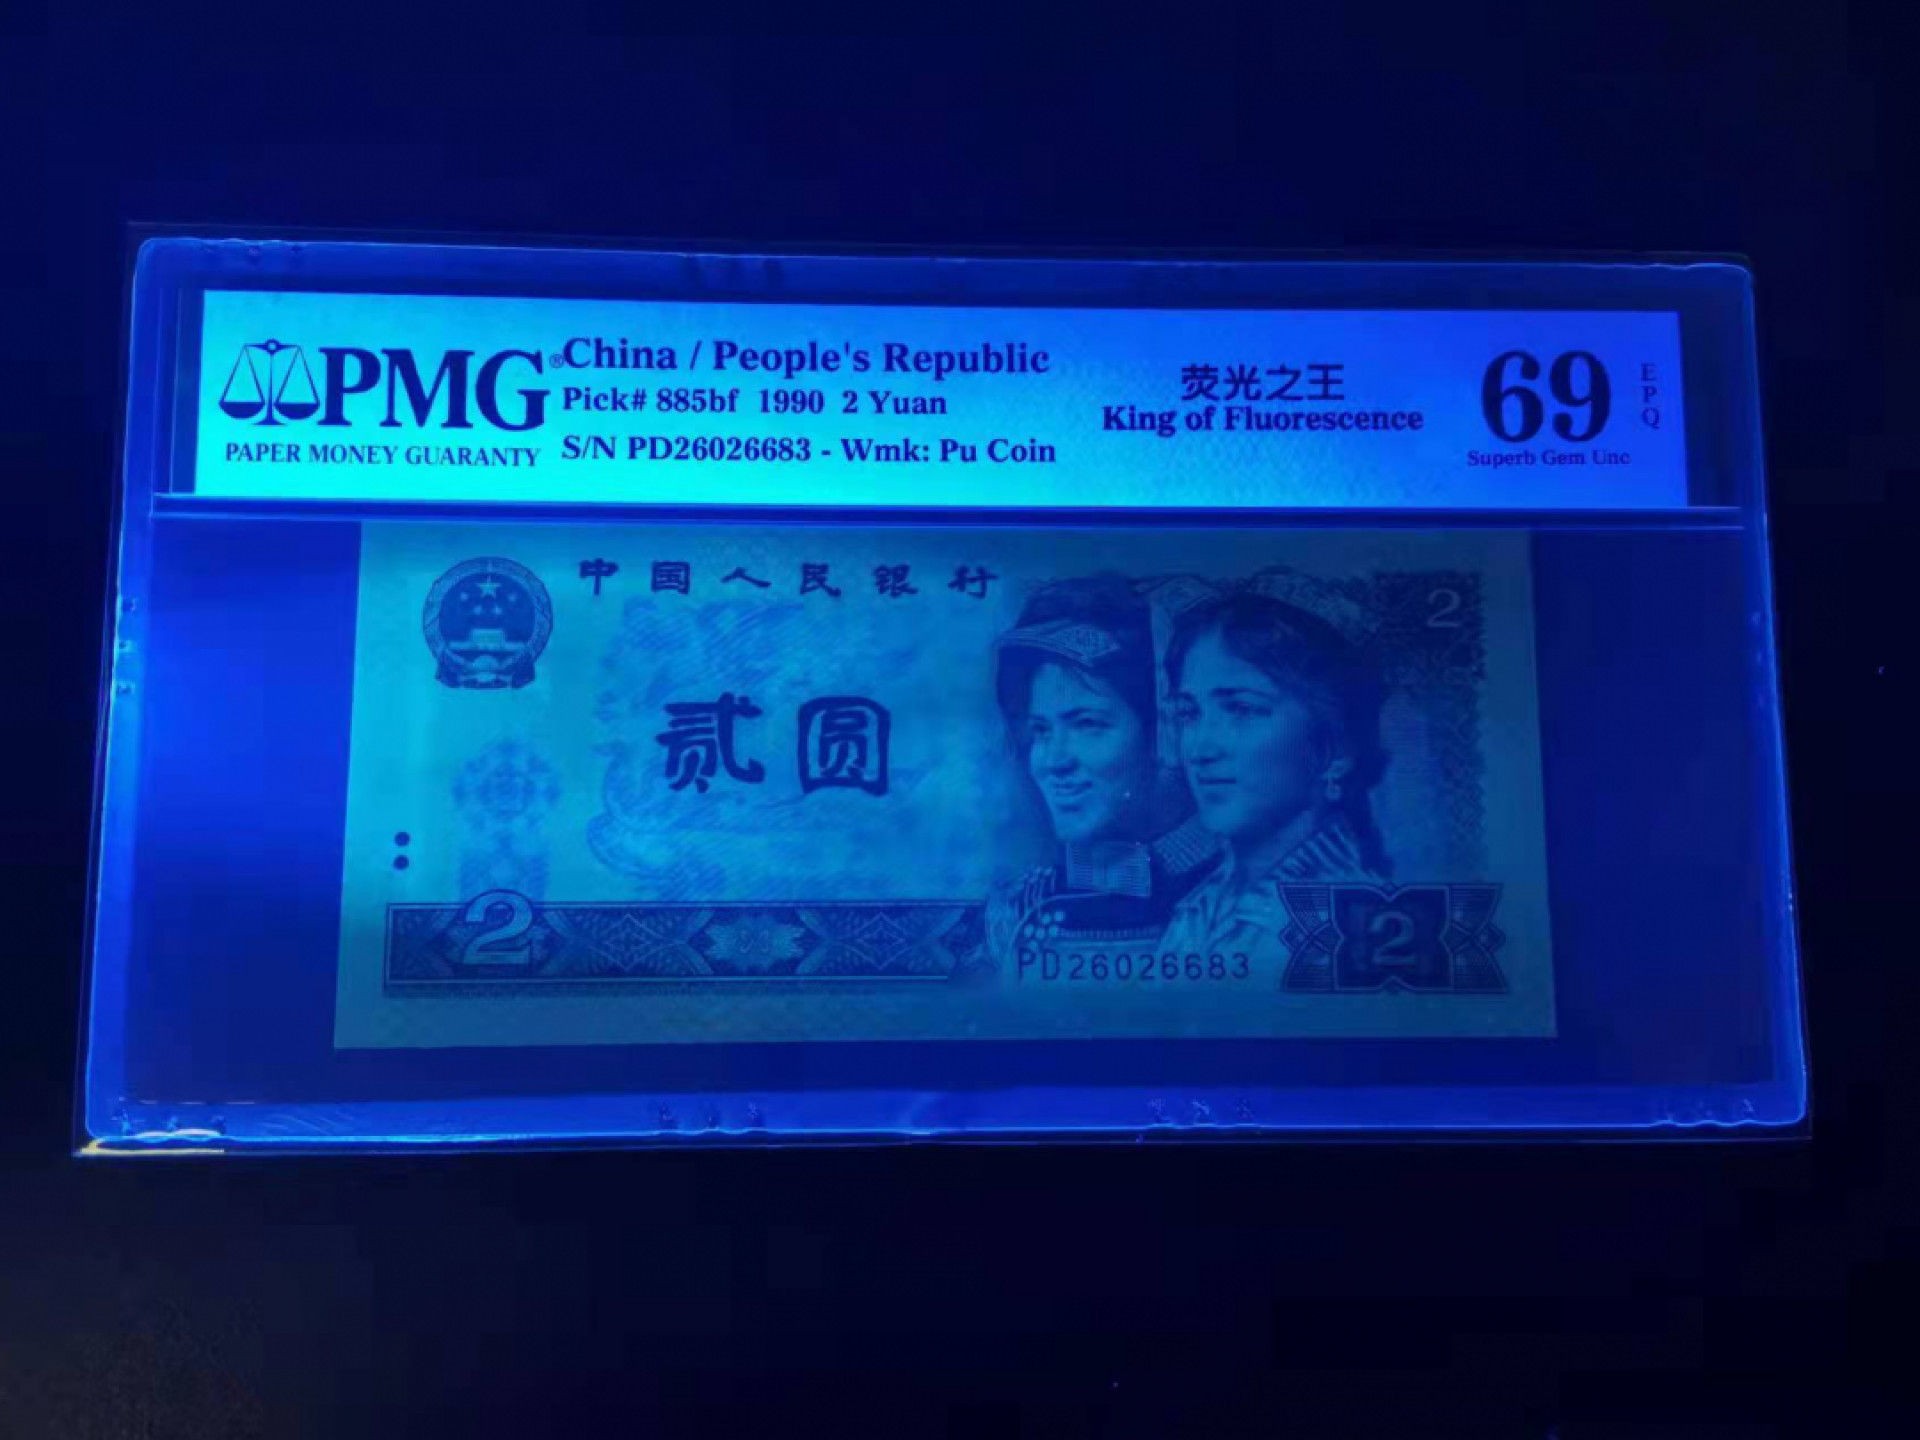 PMG®
PAPER MONEY GUARANTY
China / People's Republic
Pick# 885bf 1990 2 Yuan
S/N PD26026683 - Wmk: Pu Coin
荧光之王
King of Fluorescence
69
EPQ
Superb Gem Unc
中国人民银行
2
贰圆
2
PD26026683
2